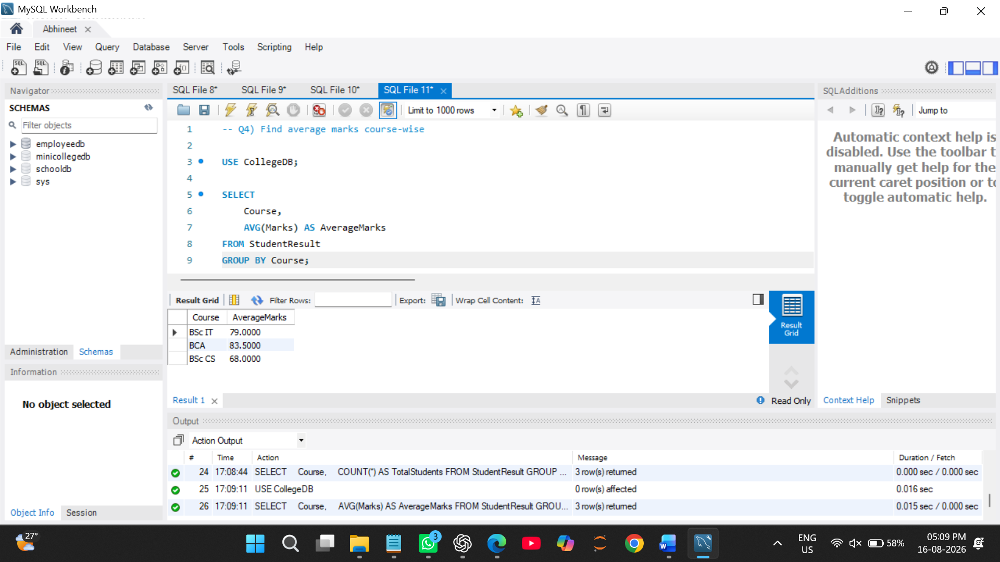 MySQL Workbench
Abhineet
File Edit View Query Database Server Tools Scripting Help
Navigator
SCHEMAS
Filter objects
employeedb
minicollegedb
schooldb
sys
Administration Schemas
Information
No object selected
Object Info Session
SQL File 8* SQL File 9* SQL File 10* SQL File 11*
Limit to 1000 rows
1 -- Q4) Find average marks course-wise
2
3 USE CollegeDB;
4
5 SELECT
6 Course,
7 AVG(Marks) AS AverageMarks
8 FROM StudentResult
9 GROUP BY Course;
Result Grid Filter Rows: Export: Wrap Cell Content:
Course AverageMarks
BSc IT 79.0000
BCA 83.5000
BSc CS 68.0000
Result Grid
Result 1
Read Only
SQLAdditions
Jump to
Automatic context help is
disabled. Use the toolbar t
manually get help for the
current caret position or to
toggle automatic help.
Context Help Snippets
Output
Action Output
# Time Action Message Duration / Fetch
24 17:08:44 SELECT Course, COUNT(*) AS TotalStudents FROM StudentResult GROUP ... 3 row(s) returned 0.000 sec / 0.000 sec
25 17:09:11 USE CollegeDB 0 row(s) affected 0.016 sec
26 17:09:11 SELECT Course, AVG(Marks) AS AverageMarks FROM StudentResult GROU... 3 row(s) returned 0.015 sec / 0.000 sec
27°
3
ENG
US
58%
05:09 PM
16-08-2026